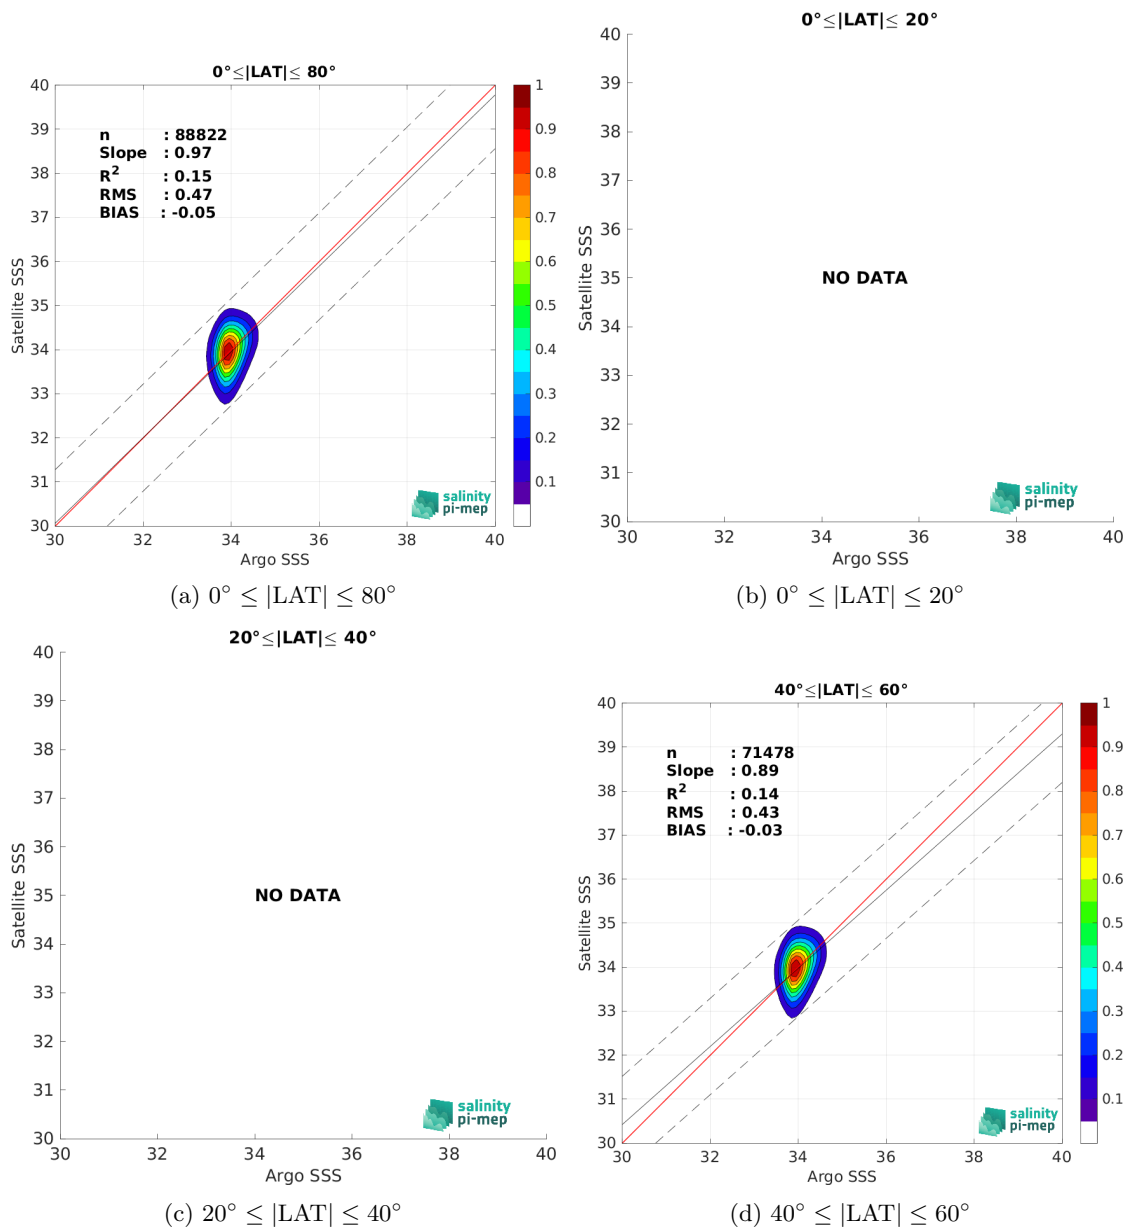 0°≤|LAT|≤ 80°
n : 88822
Slope : 0.97
R² : 0.15
RMS : 0.47
BIAS : -0.05
40
39
38
37
36
35
34
33
32
31
30
Satellite SSS
30 32 34 36 38 40
Argo SSS
1
0.9
0.8
0.7
0.6
0.5
0.4
0.3
0.2
0.1
salinity
pi-mep
(a) 0° ≤ |LAT| ≤ 80°
0°≤|LAT|≤ 20°
40
39
38
37
36
35
34
33
32
31
30
Satellite SSS
NO DATA
salinity
pi-mep
30 32 34 36 38 40
Argo SSS
(b) 0° ≤ |LAT| ≤ 20°
20°≤|LAT|≤ 40°
40
39
38
37
36
35
34
33
32
31
30
Satellite SSS
NO DATA
salinity
pi-mep
30 32 34 36 38 40
Argo SSS
(c) 20° ≤ |LAT| ≤ 40°
40°≤|LAT|≤ 60°
n : 71478
Slope : 0.89
R² : 0.14
RMS : 0.43
BIAS : -0.03
40
39
38
37
36
35
34
33
32
31
30
Satellite SSS
30 32 34 36 38 40
Argo SSS
1
0.9
0.8
0.7
0.6
0.5
0.4
0.3
0.2
0.1
salinity
pi-mep
(d) 40° ≤ |LAT| ≤ 60°